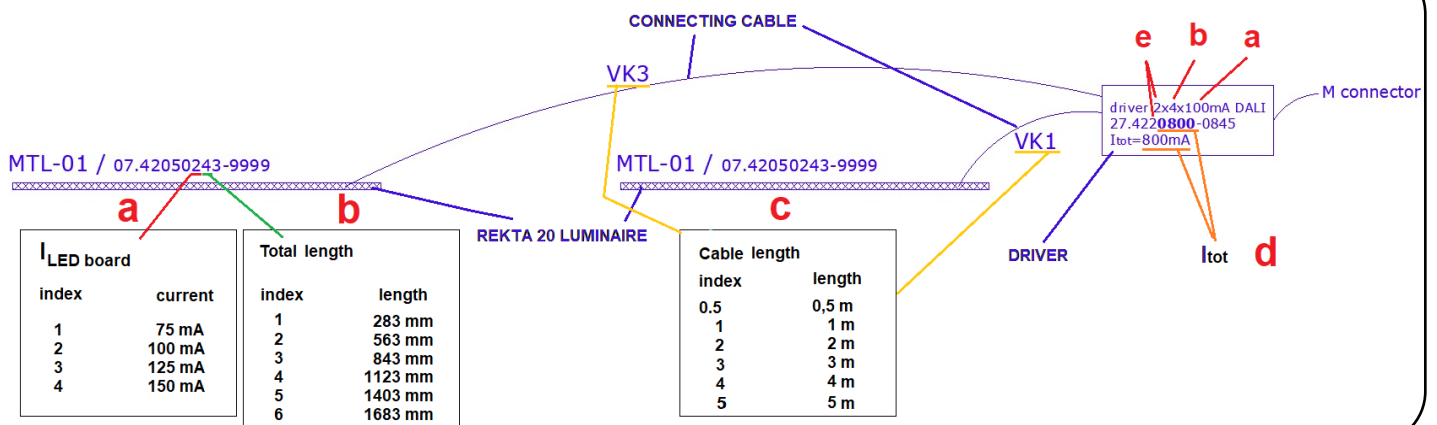 CONNECTING CABLE
e b a
VK3
M connector
driver 2x4x100mA DALI
27.4220800-0845
Itot=800mA
VK1
MTL-01 / 07.42050243-9999
MTL-01 / 07.42050243-9999
a
b
c
REKTA 20 LUMINAIRE
DRIVER
Itot d
I LED board
index current
1 75 mA
2 100 mA
3 125 mA
4 150 mA
Total length
index length
1 283 mm
2 563 mm
3 843 mm
4 1123 mm
5 1403 mm
6 1683 mm
Cable length
index length
0.5 0,5 m
1 1 m
2 2 m
3 3 m
4 4 m
5 5 m